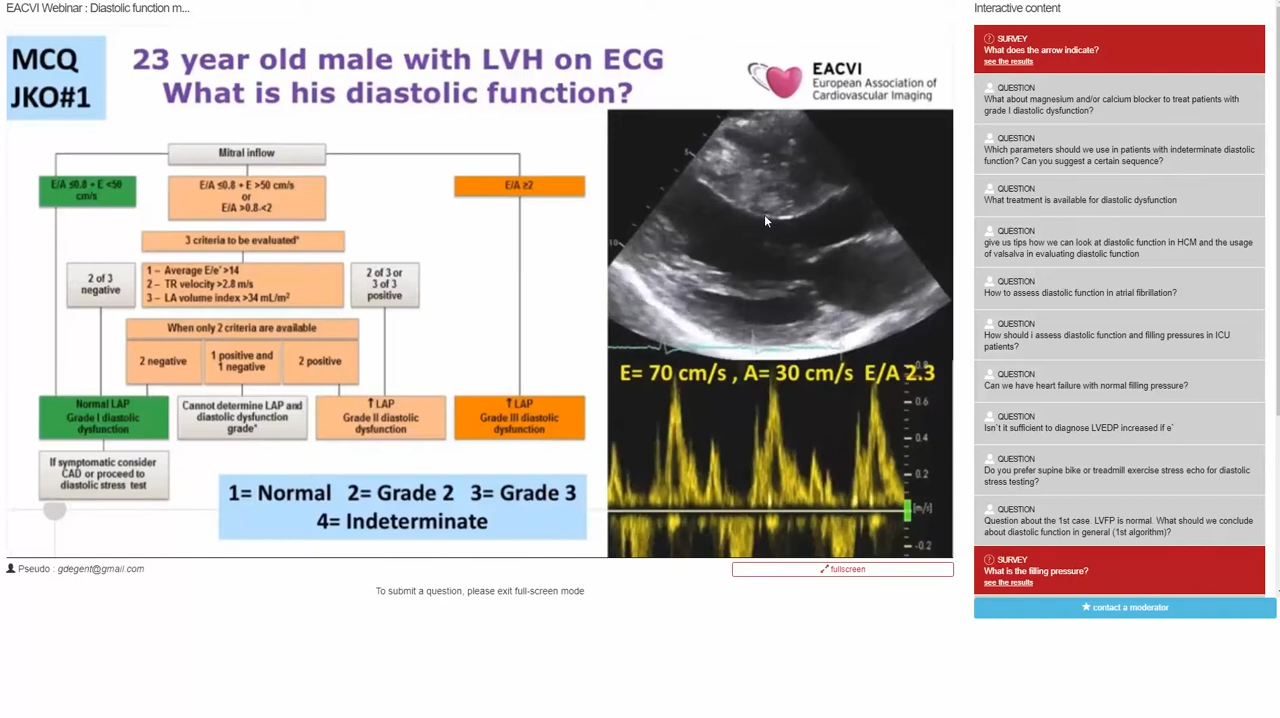 EACVI Webinar : Diastolic function m...
MCQ
JKO#1
23 year old male with LVH on ECG
What is his diastolic function?
EACVI
European Association of
Cardiovascular Imaging
Mitral inflow
E/A ≤0.8 + E <50
cm/s
E/A ≤0.8 + E >50 cm/s
or
E/A >0.8-<2
E/A ≥2
3 criteria to be evaluated*
2 of 3
negative
1 – Average E/e' >14
2 – TR velocity >2.8 m/s
3 – LA volume index >34 mL/m²
2 of 3 or
3 of 3
positive
When only 2 criteria are available
2 negative
1 positive and
1 negative
2 positive
Normal LAP
Grade I diastolic
dysfunction
Cannot determine LAP and
diastolic dysfunction
grade*
↑ LAP
Grade II diastolic
dysfunction
↑ LAP
Grade III diastolic
dysfunction
If symptomatic consider
CAD or proceed to
diastolic stress test
1= Normal 2= Grade 2 3= Grade 3
4= Indeterminate
5
10
E= 70 cm/s , A= 30 cm/s E/A 2.3
0.8
0.6
0.4
0.2
[m/s]
-0.2
Pseudo : gdegent@gmail.com
fullscreen
To submit a question, please exit full-screen mode
Interactive content
SURVEY
What does the arrow indicate?
see the results
QUESTION
What about magnesium and/or calcium blocker to treat patients with
grade I diastolic dysfunction?
QUESTION
Which parameters should we use in patients with indeterminate diastolic
function? Can you suggest a certain sequence?
QUESTION
What treatment is available for diastolic dysfunction
QUESTION
give us tips how we can look at diastolic function in HCM and the usage
of valsalva in evaluating diastolic function
QUESTION
How to assess diastolic function in atrial fibrillation?
QUESTION
How should i assess diastolic function and filling pressures in ICU
patients?
QUESTION
Can we have heart failure with normal filling pressure?
QUESTION
Isn`t it sufficient to diagnose LVEDP increased if e`
QUESTION
Do you prefer supine bike or treadmill exercise stress echo for diastolic
stress testing?
QUESTION
Question about the 1st case. LVFP is normal. What should we conclude
about diastolic function in general (1st algorithm)?
SURVEY
What is the filling pressure?
see the results
contact a moderator